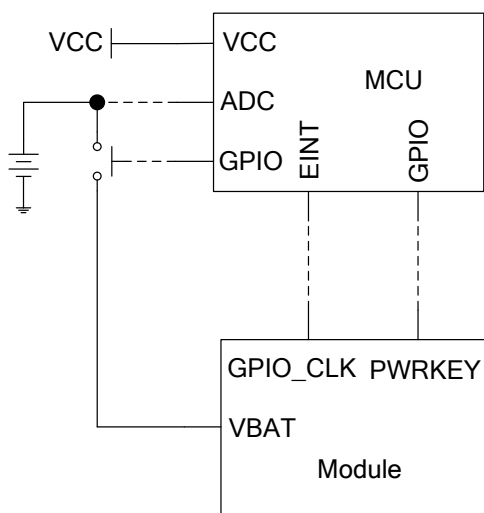 VCC
VCC
MCU
ADC
GPIO
EINT
GPIO
GPIO_CLK
PWRKEY
VBAT
Module